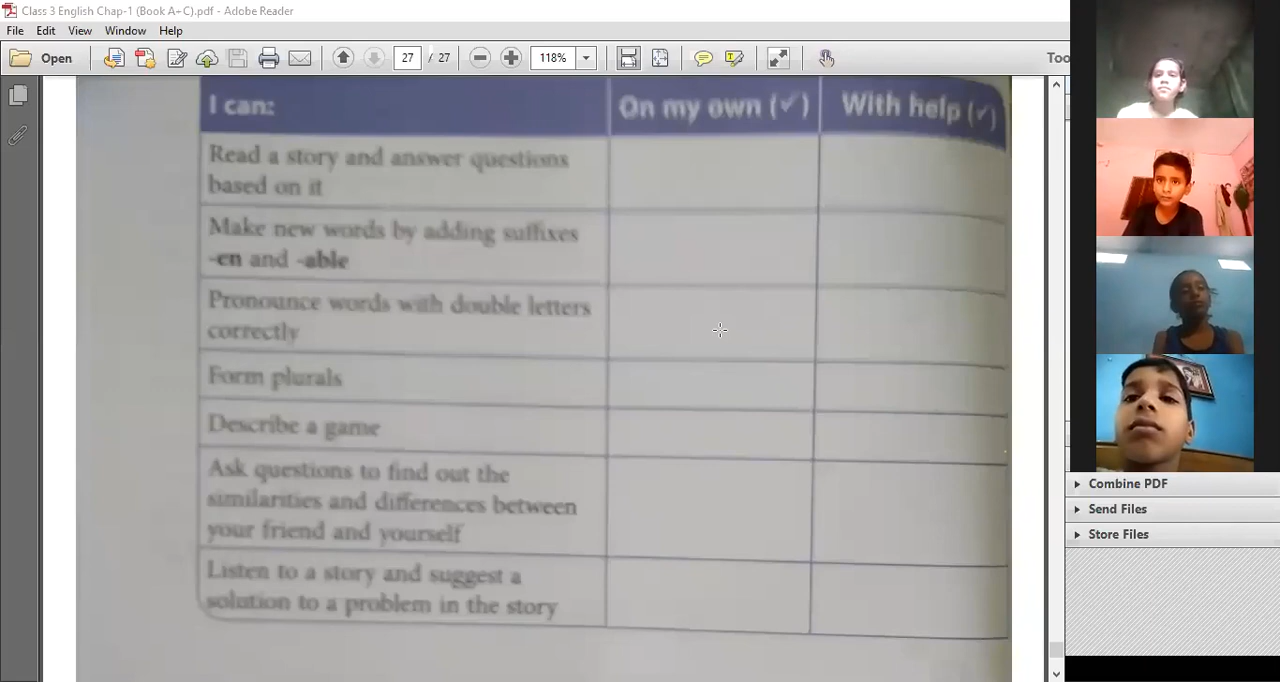 Class 3 English Chap-1 (Book A+C).pdf - Adobe Reader
File Edit View Window Help
Open 27 / 27 118% Too
I can: On my own (✓) With help (✓)
Read a story and answer questions
based on it
Make new words by adding suffixes
-en and -able
Pronounce words with double letters
correctly
Form plurals
Describe a game
Ask questions to find out the
similarities and differences between
your friend and yourself
Listen to a story and suggest a
solution to a problem in the story
Combine PDF
Send Files
Store Files